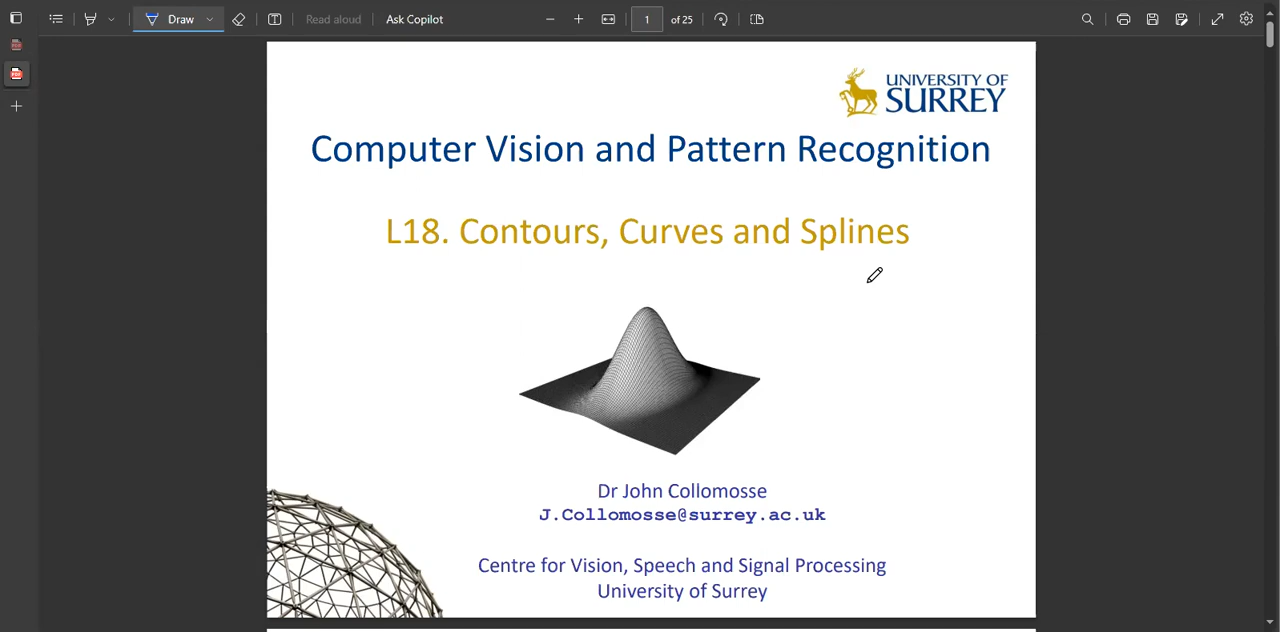 Draw
Read aloud
Ask Copilot
1
of 25
UNIVERSITY OF
SURREY
Computer Vision and Pattern Recognition
L18. Contours, Curves and Splines
Dr John Collomosse
J.Collomosse@surrey.ac.uk
Centre for Vision, Speech and Signal Processing
University of Surrey